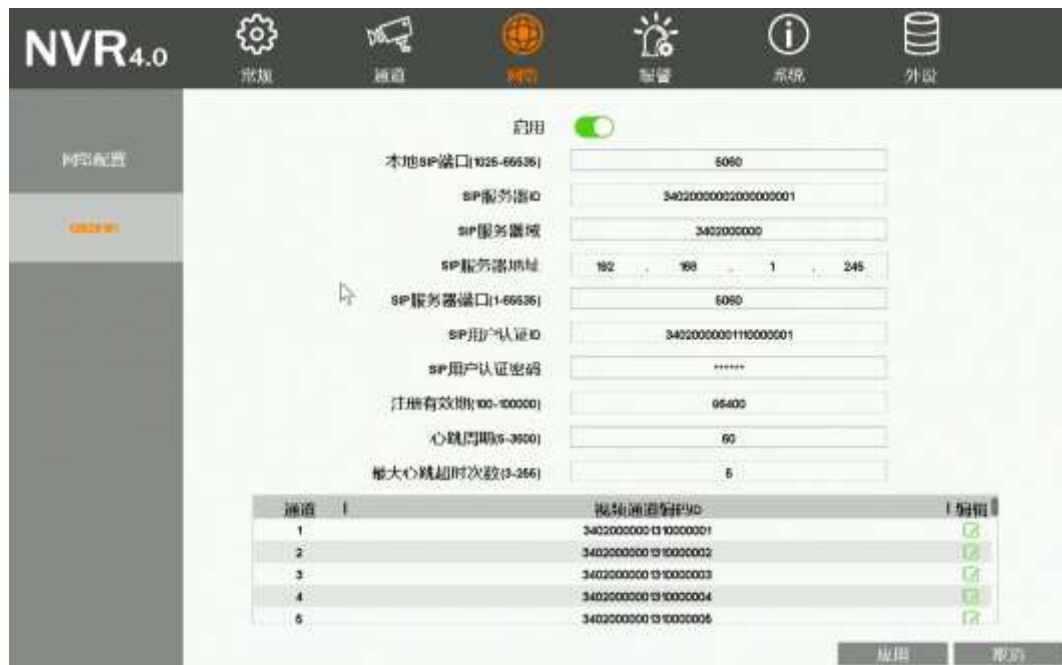 NVR4.0
常规 通道 网络 报警 系统 外设
启用
网络配置
本地SIP端口(1025-65535) 5060
SIP服务器ID 34020000002000000001
SIP服务器域 3402000000
SIP服务器地址 192 . 168 . 1 . 245
SIP服务器端口(1-65535) 5060
SIP用户认证ID 34020000001110000001
SIP用户认证密码 ••••••
注册有效期(100-100000)
心跳周期(5-3600) 60
最大心跳超时次数(3-255) 5
通道 视频通道编码ID 编辑
1 34020000001310000001
2 34020000001310000002
3 34020000001310000003
4 34020000001310000004
5 34020000001310000005
应用 取消